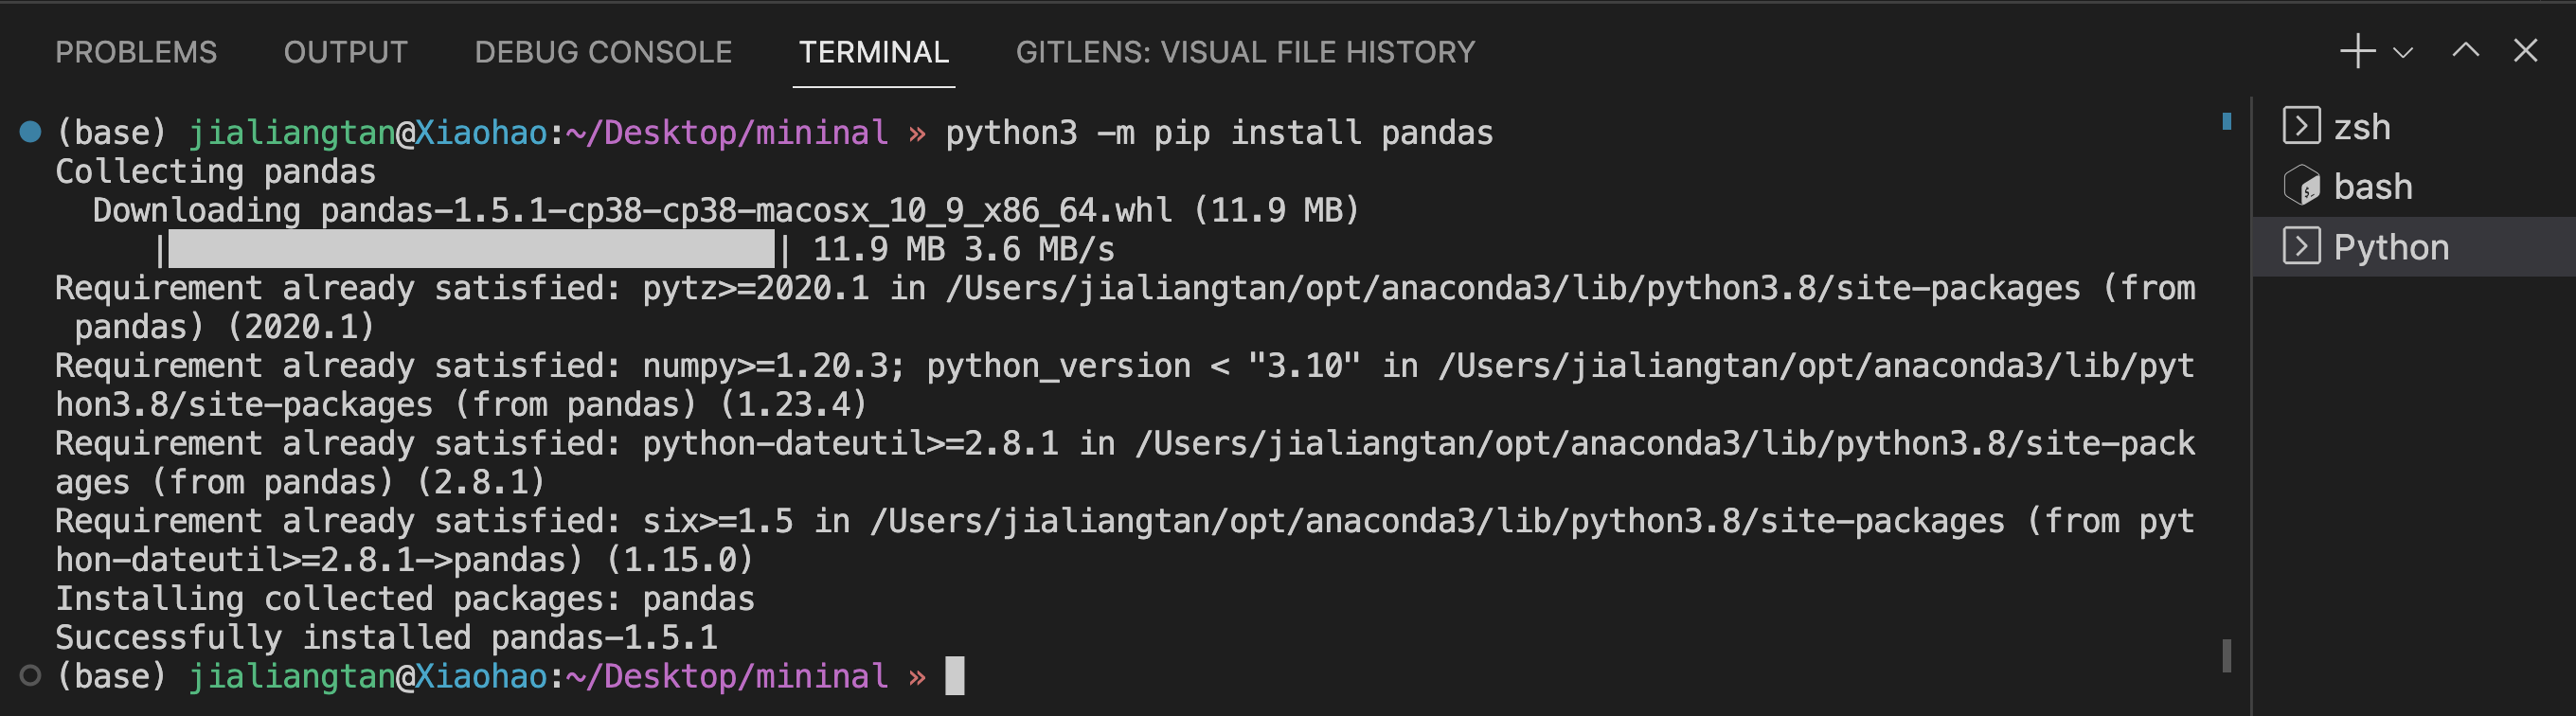 PROBLEMS OUTPUT DEBUG CONSOLE TERMINAL GITLENS: VISUAL FILE HISTORY
(base) jialiangtan@Xiaohao:~/Desktop/mininal » python3 -m pip install pandas
Collecting pandas
  Downloading pandas-1.5.1-cp38-cp38-macosx_10_9_x86_64.whl (11.9 MB)
     |████████████████████████████████| 11.9 MB 3.6 MB/s
Requirement already satisfied: pytz>=2020.1 in /Users/jialiangtan/opt/anaconda3/lib/python3.8/site-packages (from
 pandas) (2020.1)
Requirement already satisfied: numpy>=1.20.3; python_version < "3.10" in /Users/jialiangtan/opt/anaconda3/lib/pyt
hon3.8/site-packages (from pandas) (1.23.4)
Requirement already satisfied: python-dateutil>=2.8.1 in /Users/jialiangtan/opt/anaconda3/lib/python3.8/site-pack
ages (from pandas) (2.8.1)
Requirement already satisfied: six>=1.5 in /Users/jialiangtan/opt/anaconda3/lib/python3.8/site-packages (from pyt
hon-dateutil>=2.8.1->pandas) (1.15.0)
Installing collected packages: pandas
Successfully installed pandas-1.5.1
(base) jialiangtan@Xiaohao:~/Desktop/mininal »
zsh
bash
Python